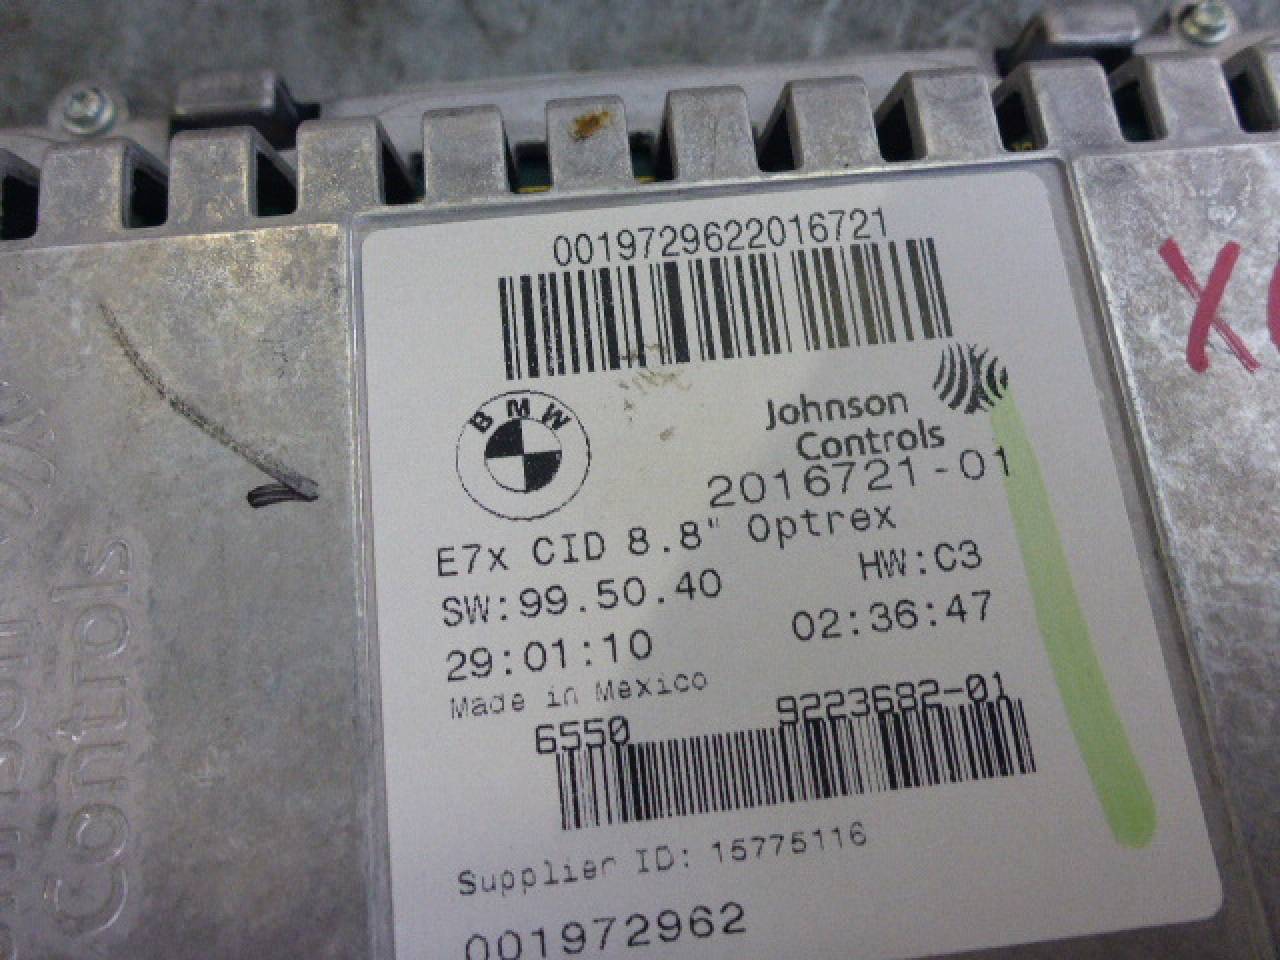 0019729622016721
BMW
Johnson
Controls
2016721-01
E7x CID 8.8" Optrex
SW:99.50.40 HW:C3
29:01:10 02:36:47
Made in Mexico
6550 9223682-01
Supplier ID: 15775116
001972962
Controls
X